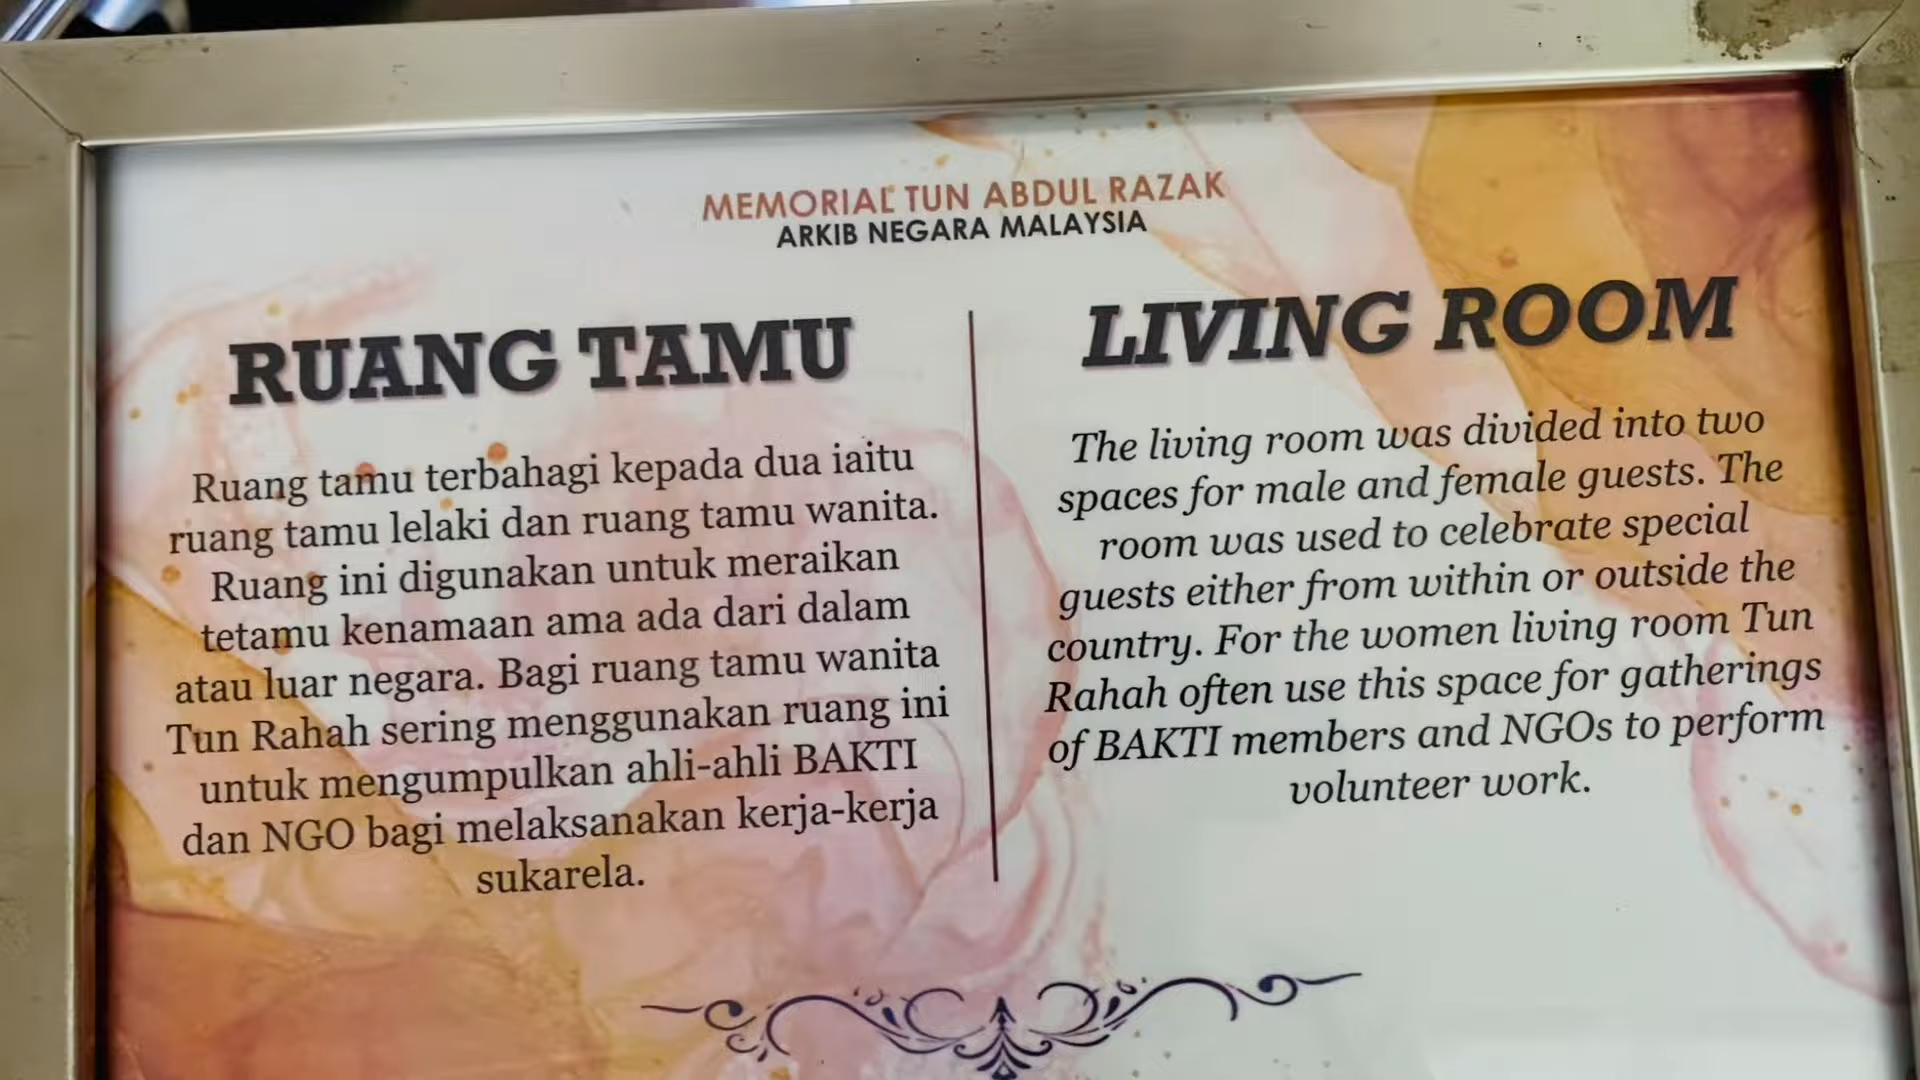 MEMORIAL TUN ABDUL RAZAK
ARKIB NEGARA MALAYSIA
RUANG TAMU
Ruang tamu terbahagi kepada dua iaitu
ruang tamu lelaki dan ruang tamu wanita.
Ruang ini digunakan untuk meraikan
tetamu kenamaan ama ada dari dalam
atau luar negara. Bagi ruang tamu wanita
Tun Rahah sering menggunakan ruang ini
untuk mengumpulkan ahli-ahli BAKTI
dan NGO bagi melaksanakan kerja-kerja
sukarela.
LIVING ROOM
The living room was divided into two
spaces for male and female guests. The
room was used to celebrate special
guests either from within or outside the
country. For the women living room Tun
Rahah often use this space for gatherings
of BAKTI members and NGOs to perform
volunteer work.